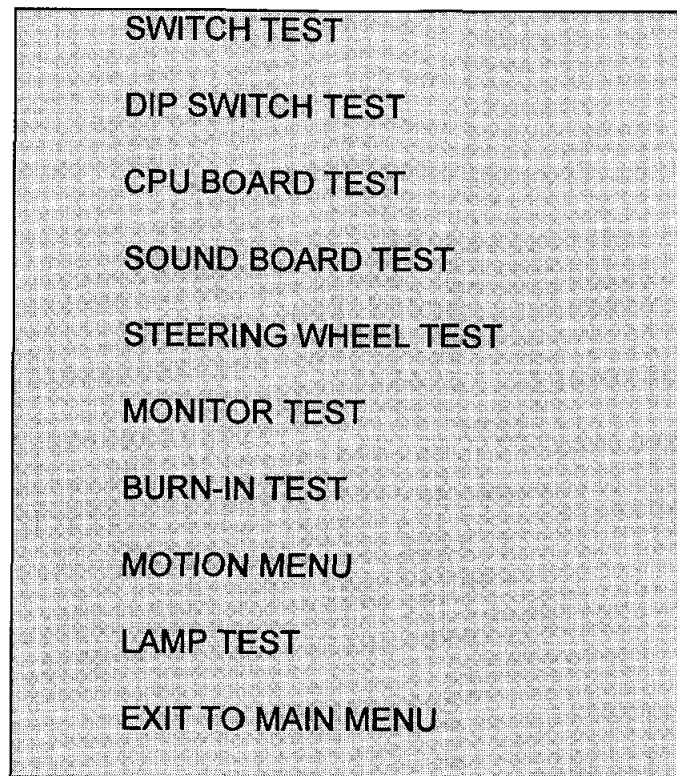 SWITCH TEST
DIP SWITCH TEST
CPU BOARD TEST
SOUND BOARD TEST
STEERING WHEEL TEST
MONITOR TEST
BURN-IN TEST
MOTION MENU
LAMP TEST
EXIT TO MAIN MENU